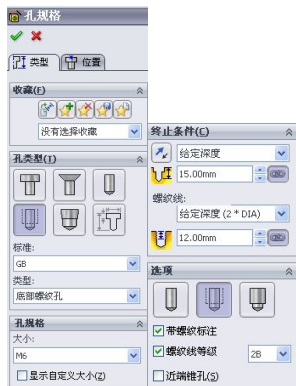 孔规格
类型
位置
收藏(F)
没有选择收藏
孔类型(T)
标准:
GB
类型:
底部螺纹孔
孔规格
大小:
M6
显示自定义大小(Z)
终止条件(C)
给定深度
15.00mm
螺纹线:
给定深度 (2 * DIA)
12.00mm
选项
带螺纹标注
螺纹线等级
2B
近端锥孔(S)